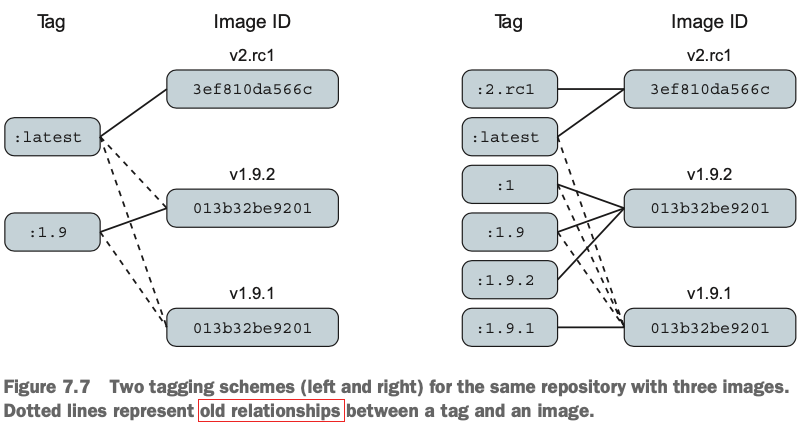 Tag Image ID
v2.rc1
3ef810da566c
:latest
v1.9.2
013b32be9201
:1.9
v1.9.1
013b32be9201
Tag Image ID
v2.rc1
:2.rc1 3ef810da566c
:latest
v1.9.2
:1
013b32be9201
:1.9
:1.9.2
v1.9.1
:1.9.1 013b32be9201
Figure 7.7 Two tagging schemes (left and right) for the same repository with three images.
Dotted lines represent old relationships between a tag and an image.